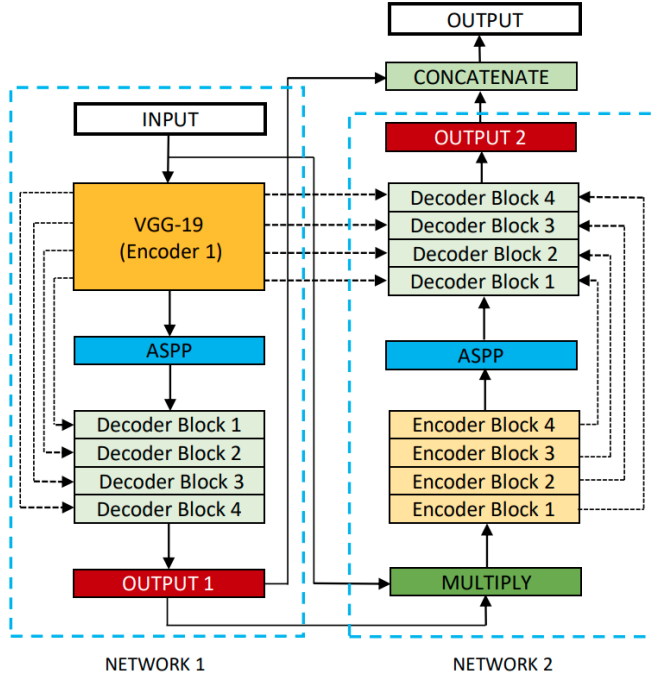 OUTPUT
CONCATENATE
INPUT
OUTPUT 2
VGG-19
(Encoder 1)
Decoder Block 4
Decoder Block 3
Decoder Block 2
Decoder Block 1
ASPP
ASPP
Decoder Block 1
Decoder Block 2
Decoder Block 3
Decoder Block 4
Encoder Block 4
Encoder Block 3
Encoder Block 2
Encoder Block 1
OUTPUT 1
MULTIPLY
NETWORK 1
NETWORK 2